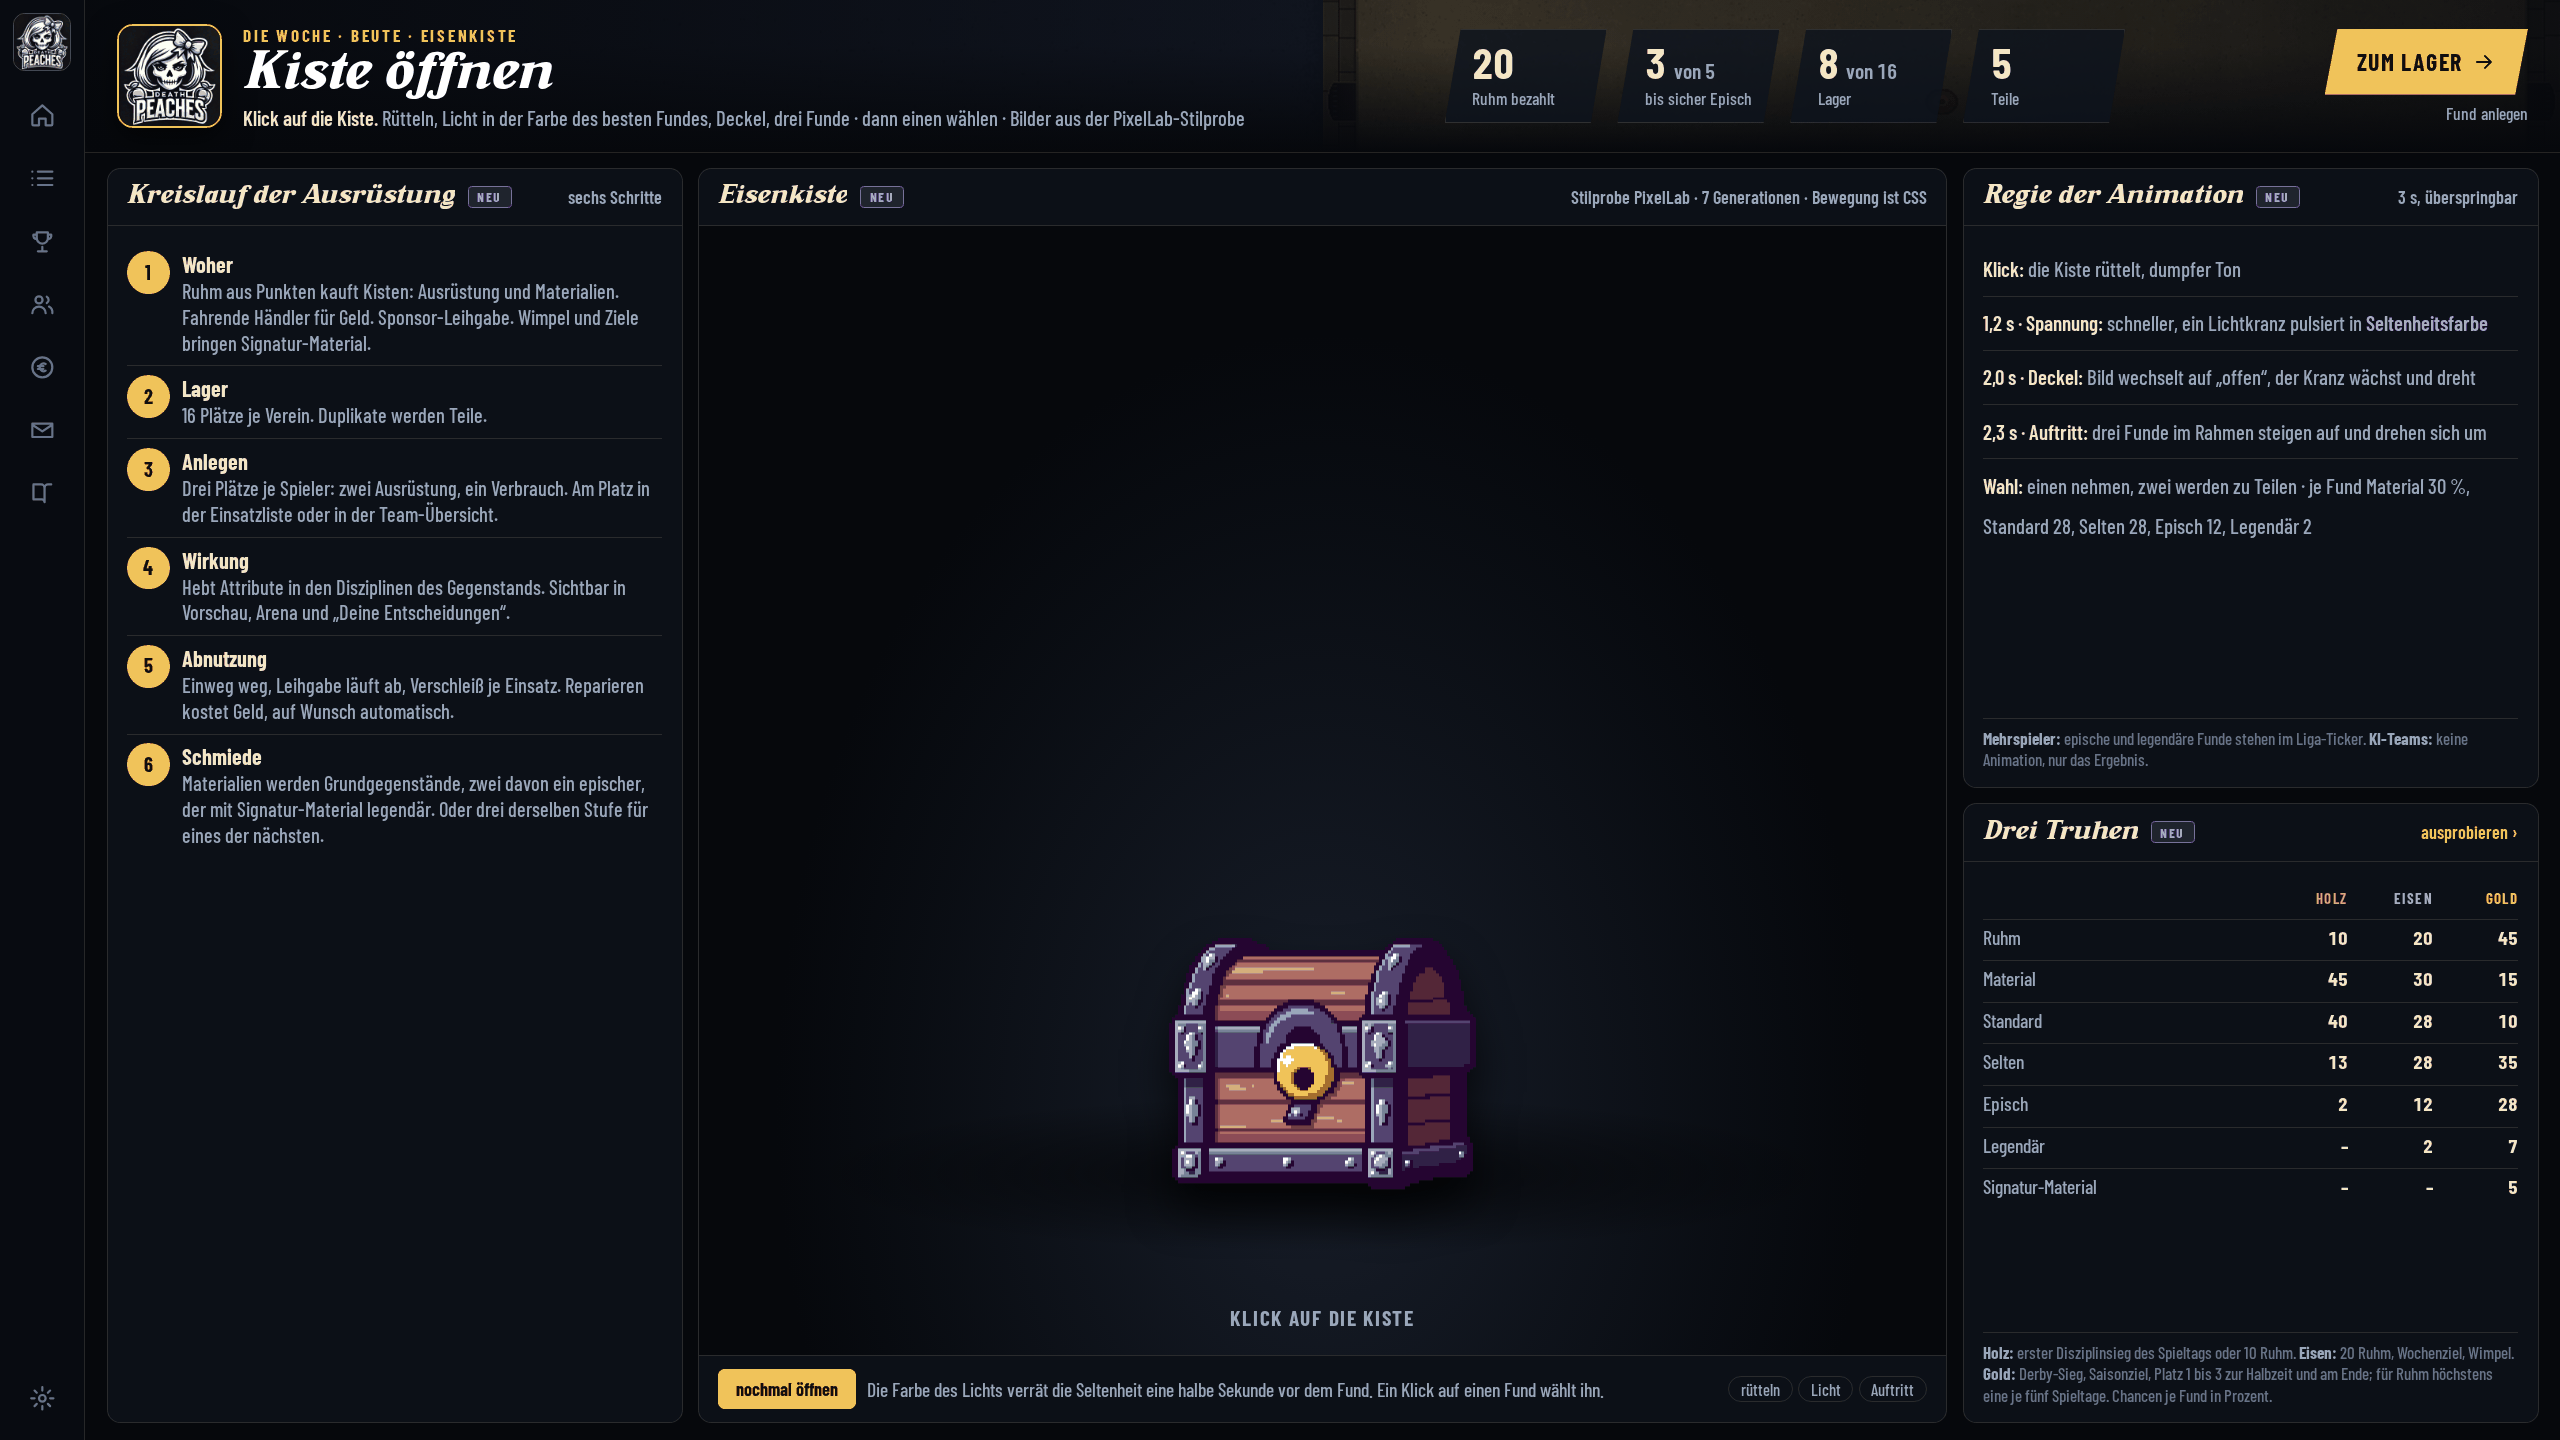 DEATH
PEACHES
DEATH
PEACHES
DIE WOCHE · BEUTE · EISENKISTE
Kiste öffnen
Klick auf die Kiste. Rütteln, Licht in der Farbe des besten Fundes, Deckel, drei Funde · dann einen wählen · Bilder aus der PixelLab-Stilprobe
20
Ruhm bezahlt
3 von 5
bis sicher Episch
8 von 16
Lager
5
Teile
ZUM LAGER →
Fund anlegen
Kreislauf der Ausrüstung NEU sechs Schritte
1 Woher
Ruhm aus Punkten kauft Kisten: Ausrüstung und Materialien.
Fahrende Händler für Geld. Sponsor-Leihgabe. Wimpel und Ziele
bringen Signatur-Material.
2 Lager
16 Plätze je Verein. Duplikate werden Teile.
3 Anlegen
Drei Plätze je Spieler: zwei Ausrüstung, ein Verbrauch. Am Platz in
der Einsatzliste oder in der Team-Übersicht.
4 Wirkung
Hebt Attribute in den Disziplinen des Gegenstands. Sichtbar in
Vorschau, Arena und „Deine Entscheidungen“.
5 Abnutzung
Einweg weg, Leihgabe läuft ab, Verschleiß je Einsatz. Reparieren
kostet Geld, auf Wunsch automatisch.
6 Schmiede
Materialien werden Grundgegenstände, zwei davon ein epischer,
der mit Signatur-Material legendär. Oder drei derselben Stufe für
eines der nächsten.
Eisenkiste NEU Stilprobe PixelLab · 7 Generationen · Bewegung ist CSS
KLICK AUF DIE KISTE
nochmal öffnen Die Farbe des Lichts verrät die Seltenheit eine halbe Sekunde vor dem Fund. Ein Klick auf einen Fund wählt ihn. rütteln Licht Auftritt
Regie der Animation NEU 3 s, überspringbar
Klick: die Kiste rüttelt, dumpfer Ton
1,2 s · Spannung: schneller, ein Lichtkranz pulsiert in Seltenheitsfarbe
2,0 s · Deckel: Bild wechselt auf „offen“, der Kranz wächst und dreht
2,3 s · Auftritt: drei Funde im Rahmen steigen auf und drehen sich um
Wahl: einen nehmen, zwei werden zu Teilen · je Fund Material 30 %,
Standard 28, Selten 28, Episch 12, Legendär 2
Mehrspieler: epische und legendäre Funde stehen im Liga-Ticker. KI-Teams: keine
Animation, nur das Ergebnis.
Drei Truhen NEU ausprobieren ›
HOLZ EISEN GOLD
Ruhm 10 20 45
Material 45 30 15
Standard 40 28 10
Selten 13 28 35
Episch 2 12 28
Legendär – 2 7
Signatur-Material – – 5
Holz: erster Disziplinsieg des Spieltags oder 10 Ruhm. Eisen: 20 Ruhm, Wochenziel, Wimpel.
Gold: Derby-Sieg, Saisonziel, Platz 1 bis 3 zur Halbzeit und am Ende; für Ruhm höchstens
eine je fünf Spieltage. Chancen je Fund in Prozent.